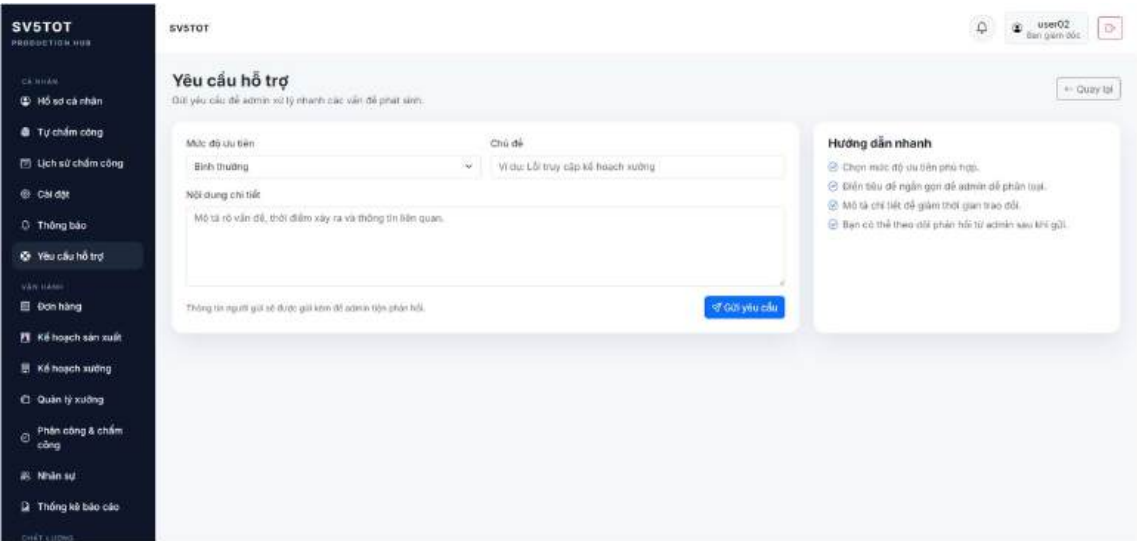 SV5TOT
PRODUCTION HUB
CÁ NHÂN
Hồ sơ cá nhân
Tự chấm công
Lịch sử chấm công
Cài đặt
Thông báo
Yêu cầu hỗ trợ
VẬN HÀNH
Đơn hàng
Kế hoạch sản xuất
Kế hoạch xưởng
Quản lý xưởng
Phân công & chấm
công
Nhân sự
Thống kê báo cáo
CHẤT LƯỢNG
SV5TOT
user02
Ban giám đốc
Yêu cầu hỗ trợ
Gửi yêu cầu để admin xử lý nhanh các vấn đề phát sinh.
← Quay lại
Mức độ ưu tiên
Chủ đề
Bình thường
Ví dụ: Lỗi truy cập kế hoạch xưởng
Nội dung chi tiết
Mô tả rõ vấn đề, thời điểm xảy ra và thông tin liên quan.
Thông tin người gửi sẽ được gửi kèm để admin tiện phản hồi.
Gửi yêu cầu
Hướng dẫn nhanh
Chọn mức độ ưu tiên phù hợp.
Điền tiêu đề ngắn gọn để admin dễ phân loại.
Mô tả chi tiết để giảm thời gian trao đổi.
Bạn có thể theo dõi phản hồi từ admin sau khi gửi.